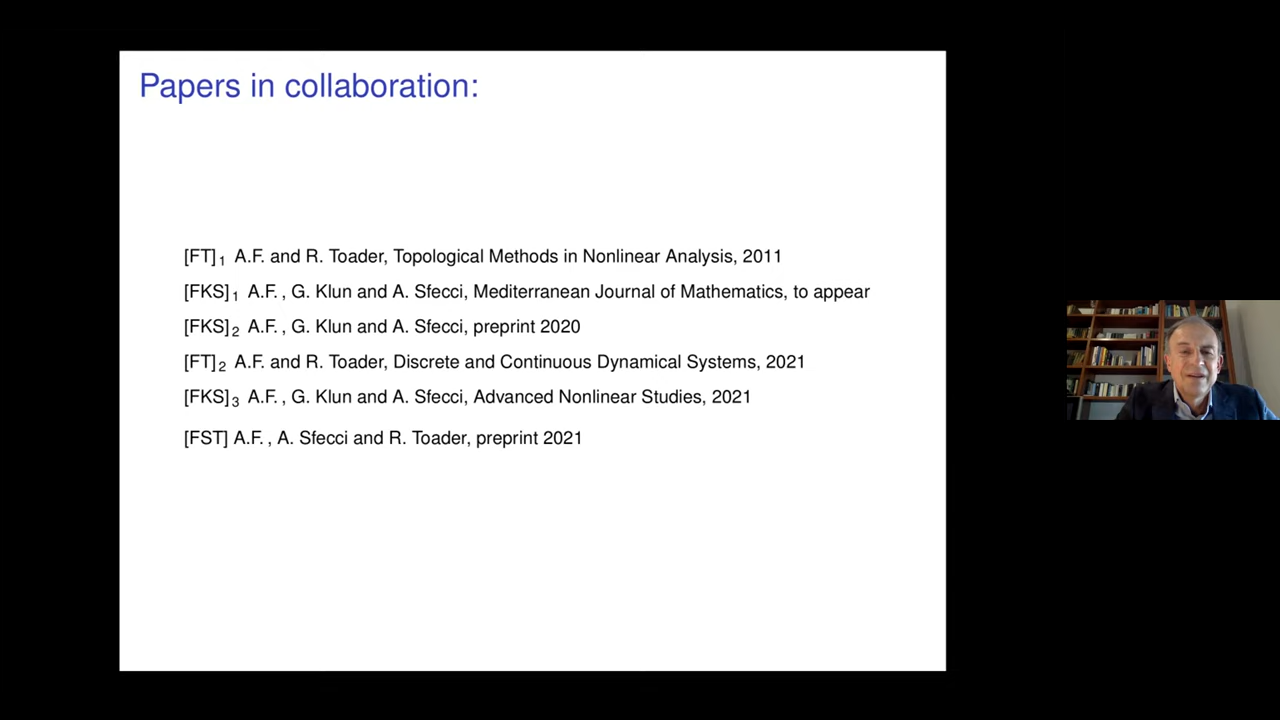 Papers in collaboration:
[FT]₁ A.F. and R. Toader, Topological Methods in Nonlinear Analysis, 2011
[FKS]₁ A.F. , G. Klun and A. Sfecci, Mediterranean Journal of Mathematics, to appear
[FKS]₂ A.F. , G. Klun and A. Sfecci, preprint 2020
[FT]₂ A.F. and R. Toader, Discrete and Continuous Dynamical Systems, 2021
[FKS]₃ A.F. , G. Klun and A. Sfecci, Advanced Nonlinear Studies, 2021
[FST] A.F. , A. Sfecci and R. Toader, preprint 2021